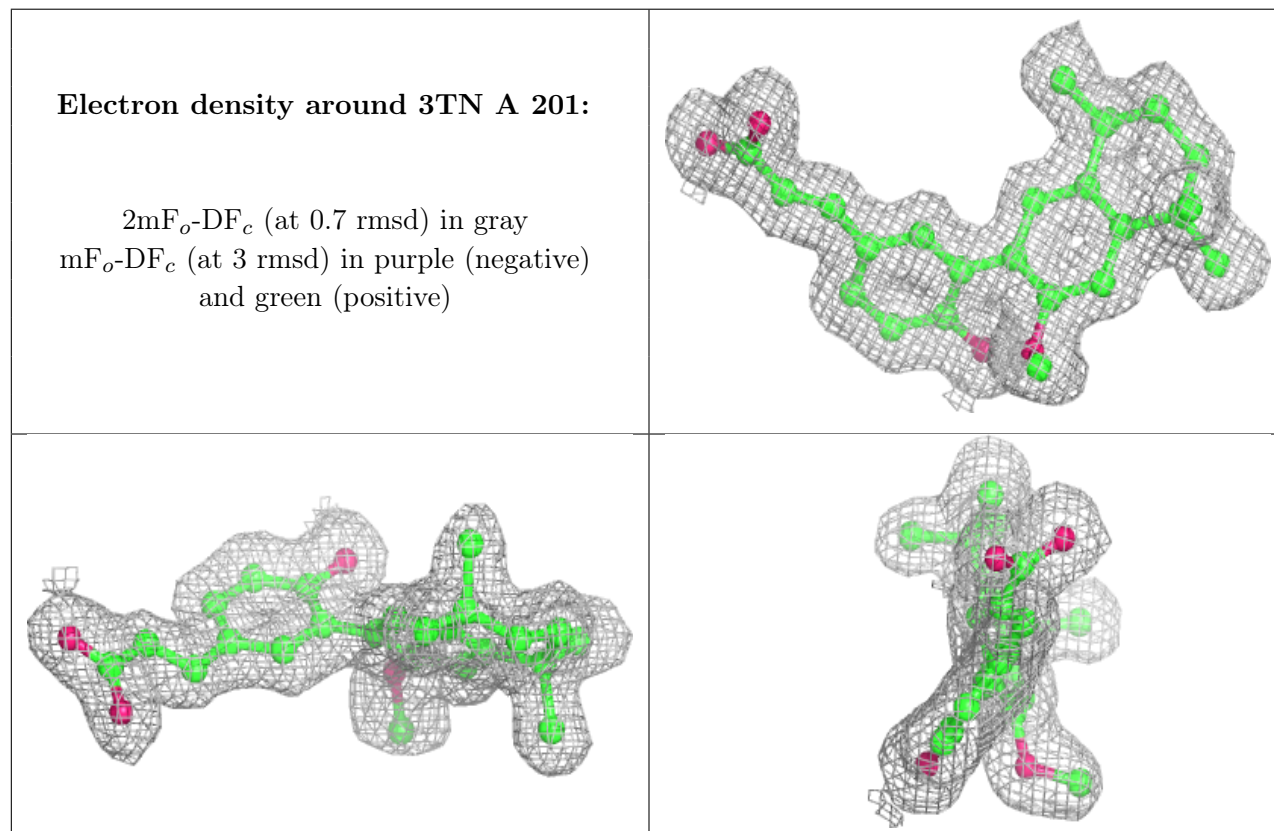 Electron density around 3TN A 201:
2mFo-DFc (at 0.7 rmsd) in gray
mFo-DFc (at 3 rmsd) in purple (negative)
and green (positive)